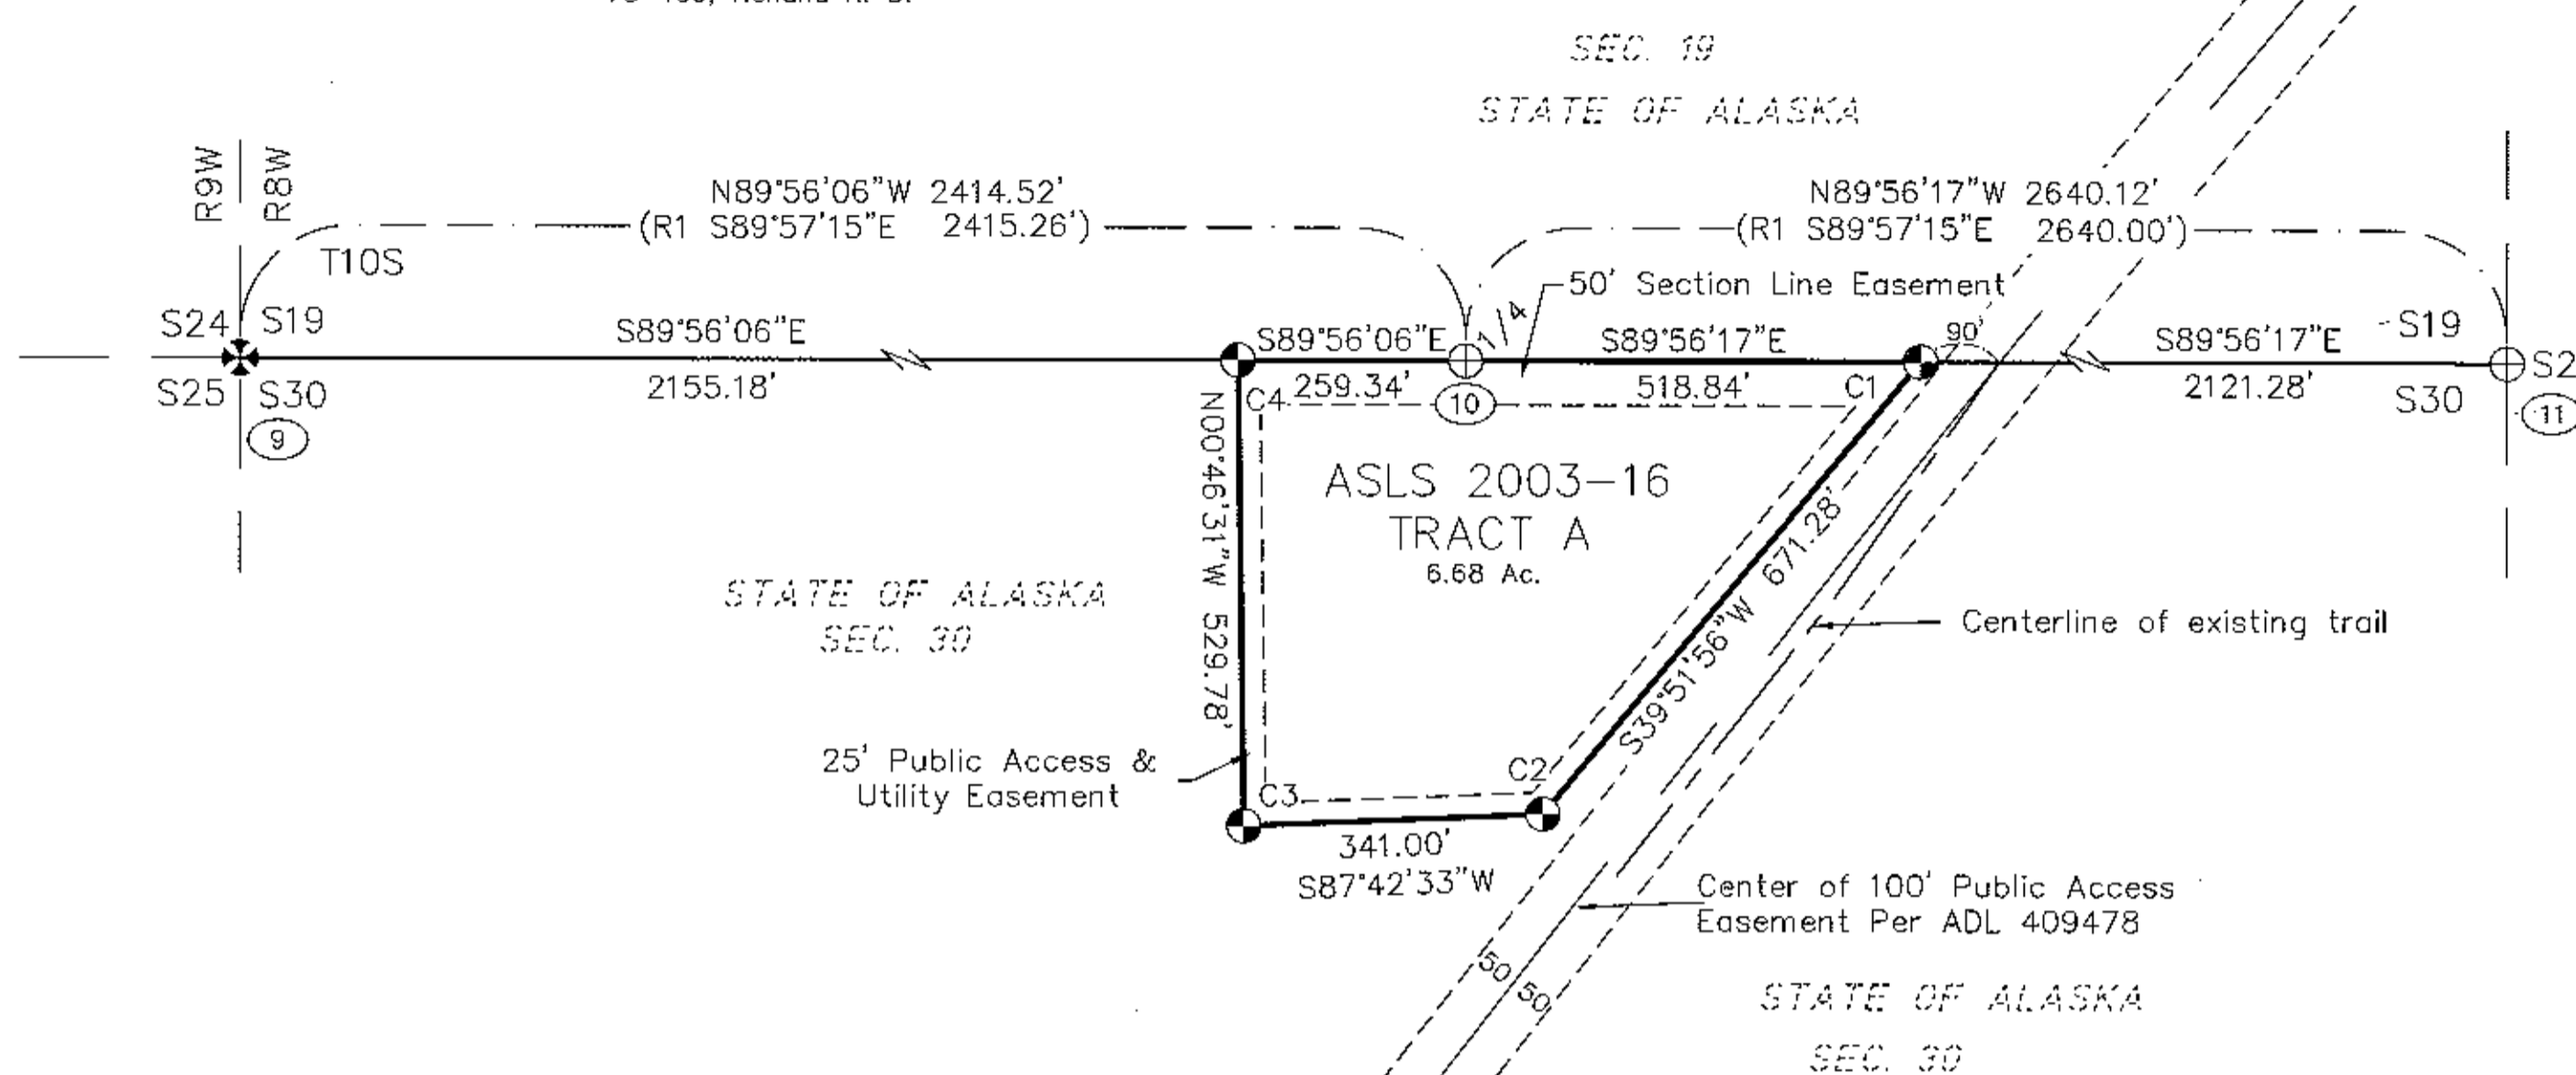 SEC. 19
STATE OF ALASKA
R9W
R8W
N89°56'06"W 2414.52'
(R1 S89°57'15"E 2415.26')
N89°56'17"W 2640.12'
(R1 S89°57'15"E 2640.00')
T10S
50' Section Line Easement
1/4
S24
S19
S89°56'06"E
S89°56'06"E
S89°56'17"E
90'
S89°56'17"E
S19
S25
S30
2155.18'
C4
259.34'
10
518.84'
C1
2121.28'
S30
S2
11
9
N00°46'31"W 529.78'
ASLS 2003-16
TRACT A
6.68 Ac.
S39°51'56"W 671.28'
STATE OF ALASKA
SEC. 30
Centerline of existing trail
25' Public Access &
Utility Easement
C3
C2
341.00'
S87°42'33"W
Center of 100' Public Access
Easement Per ADL 409478
50
50
STATE OF ALASKA
SEC. 30